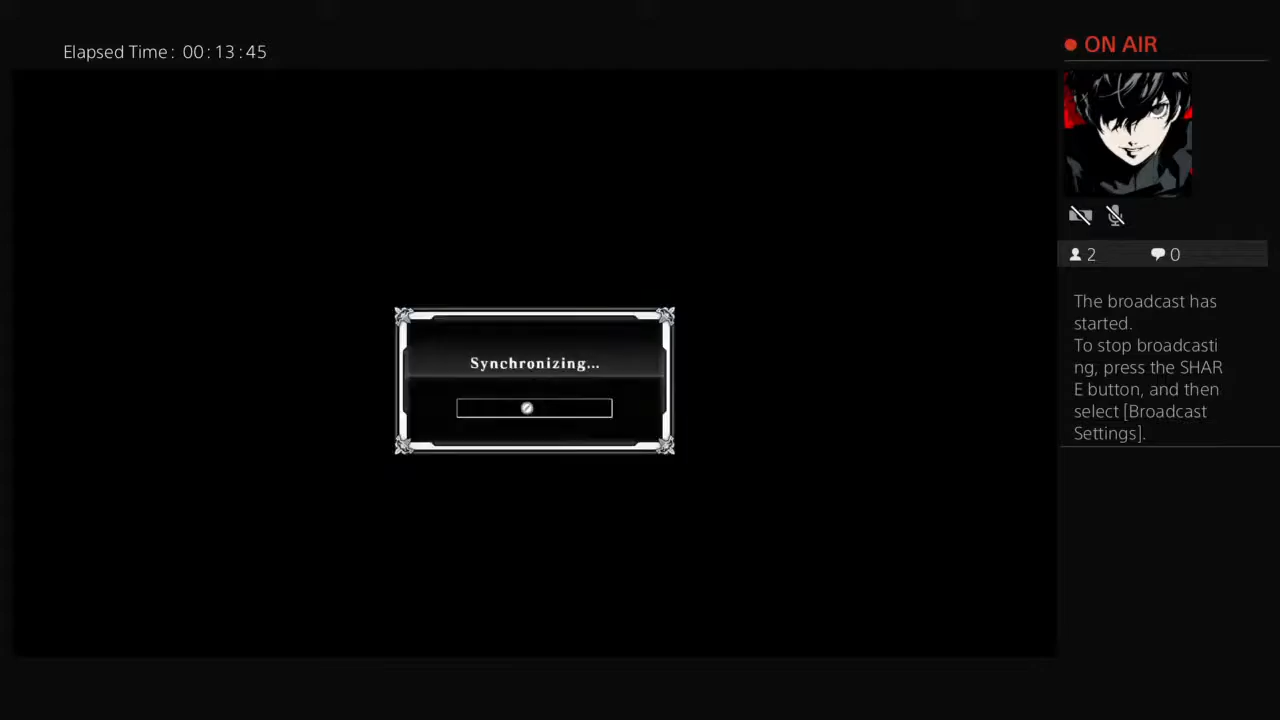 Elapsed Time: 00:13:45
ON AIR
2
0
The broadcast has
started.
To stop broadcasti
ng, press the SHAR
E button, and then
select [Broadcast
Settings].
Synchronizing...